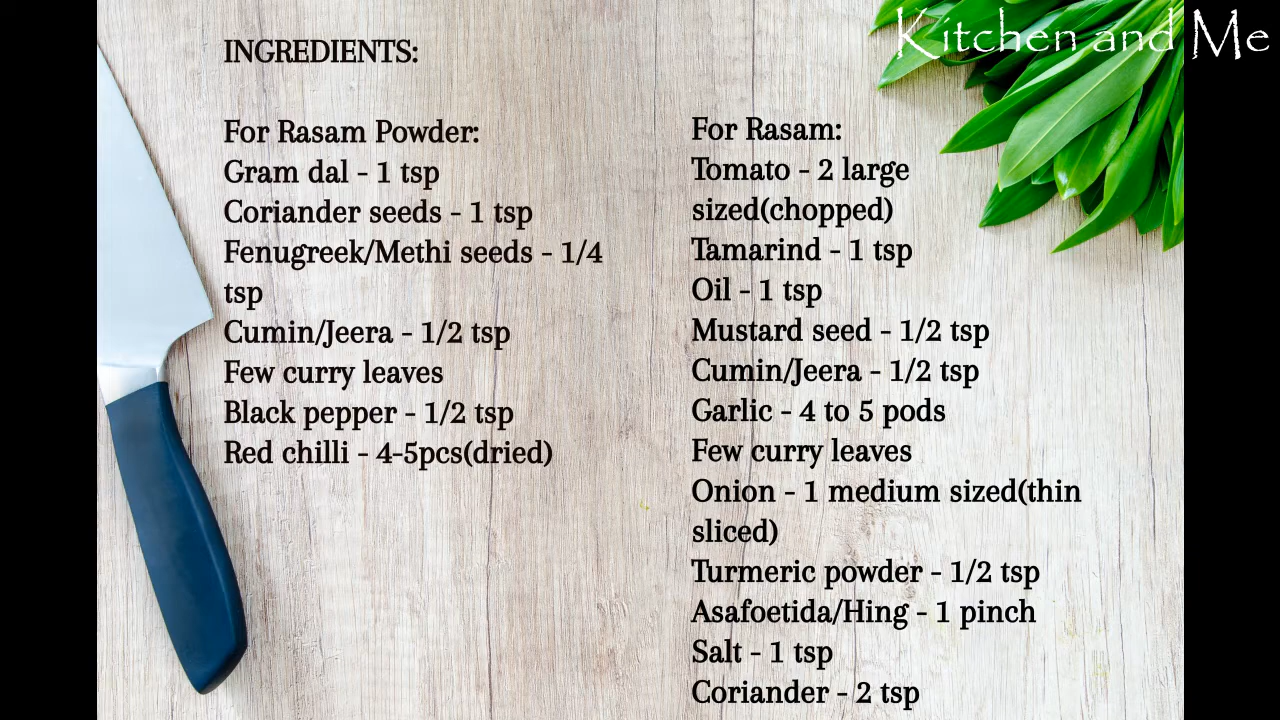 Kitchen and Me
INGREDIENTS:
For Rasam Powder:
Gram dal - 1 tsp
Coriander seeds - 1 tsp
Fenugreek/Methi seeds - 1/4
tsp
Cumin/Jeera - 1/2 tsp
Few curry leaves
Black pepper - 1/2 tsp
Red chilli - 4-5pcs(dried)
For Rasam:
Tomato - 2 large
sized(chopped)
Tamarind - 1 tsp
Oil - 1 tsp
Mustard seed - 1/2 tsp
Cumin/Jeera - 1/2 tsp
Garlic - 4 to 5 pods
Few curry leaves
Onion - 1 medium sized(thin
sliced)
Turmeric powder - 1/2 tsp
Asafoetida/Hing - 1 pinch
Salt - 1 tsp
Coriander - 2 tsp